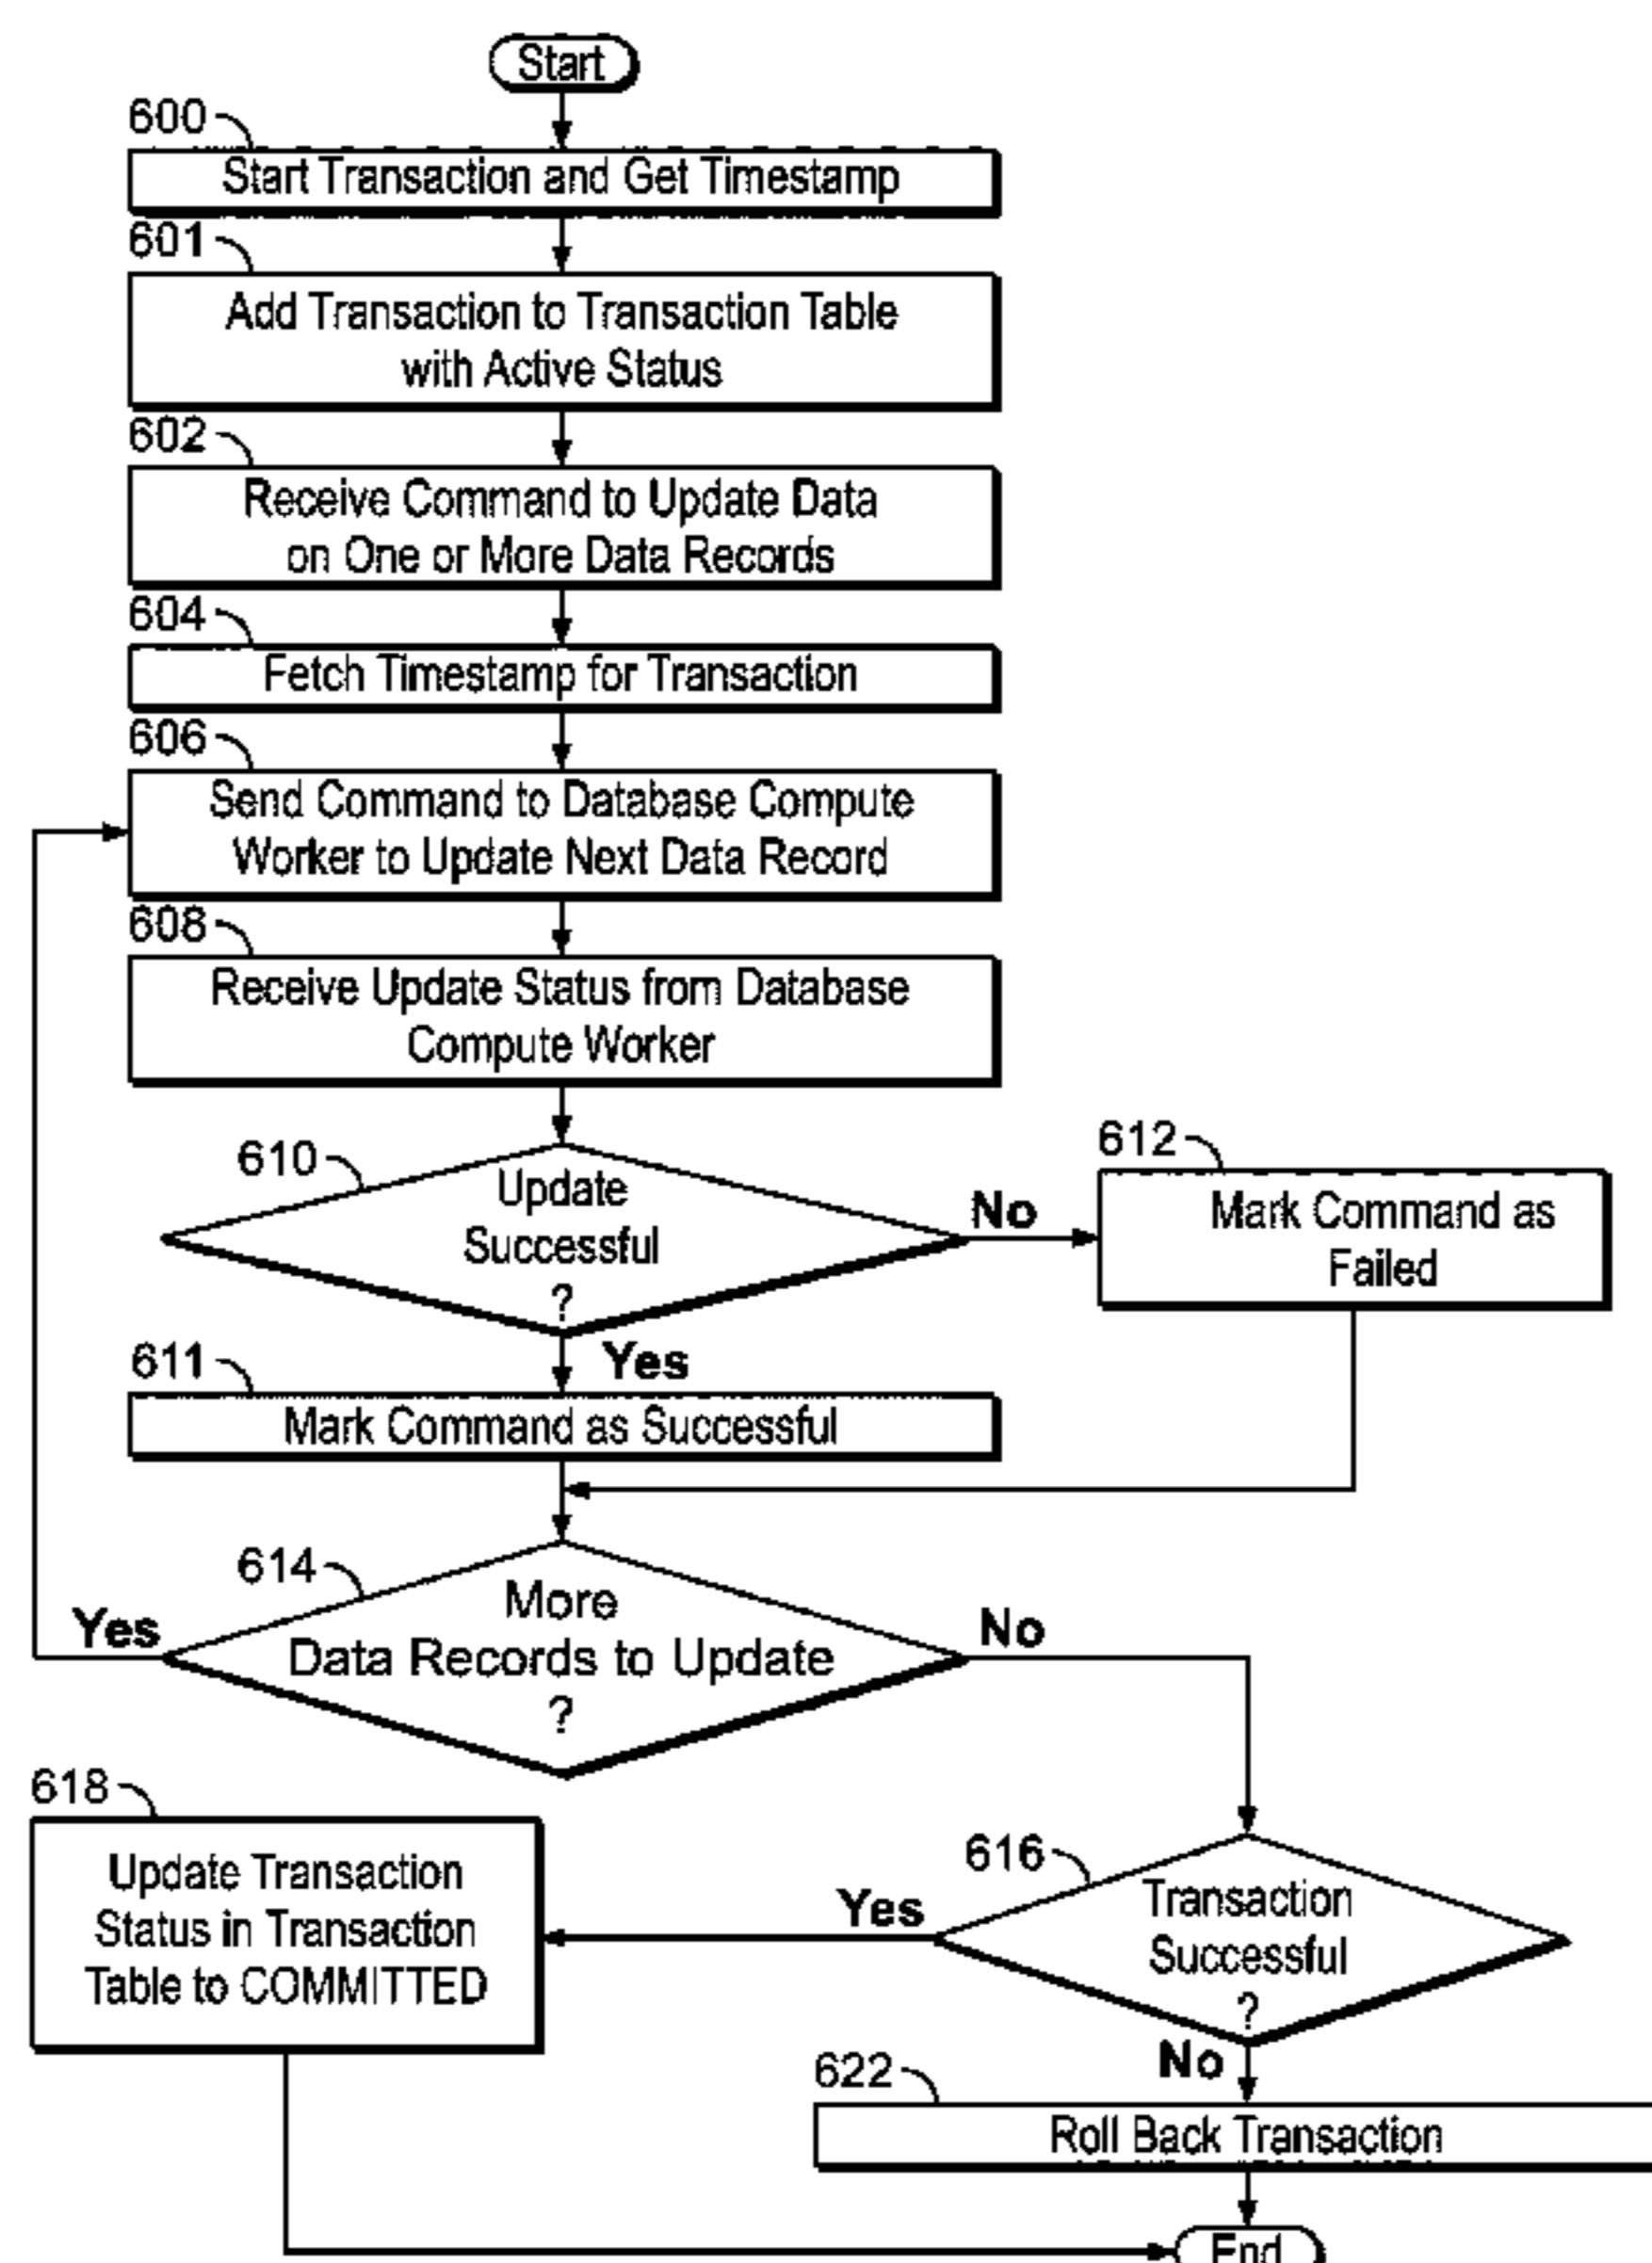 Start
600
Start Transaction and Get Timestamp
601
Add Transaction to Transaction Table
with Active Status
602
Receive Command to Update Data
on One or More Data Records
604
Fetch Timestamp for Transaction
606
Send Command to Database Compute
Worker to Update Next Data Record
608
Receive Update Status from Database
Compute Worker
610
Update
Successful
?
No
612
Mark Command as
Failed
Yes
611
Mark Command as Successful
614
More
Data Records to Update
?
Yes
No
618
Update Transaction
Status in Transaction
Table to COMMITTED
616
Transaction
Successful
?
Yes
No
622
Roll Back Transaction
End